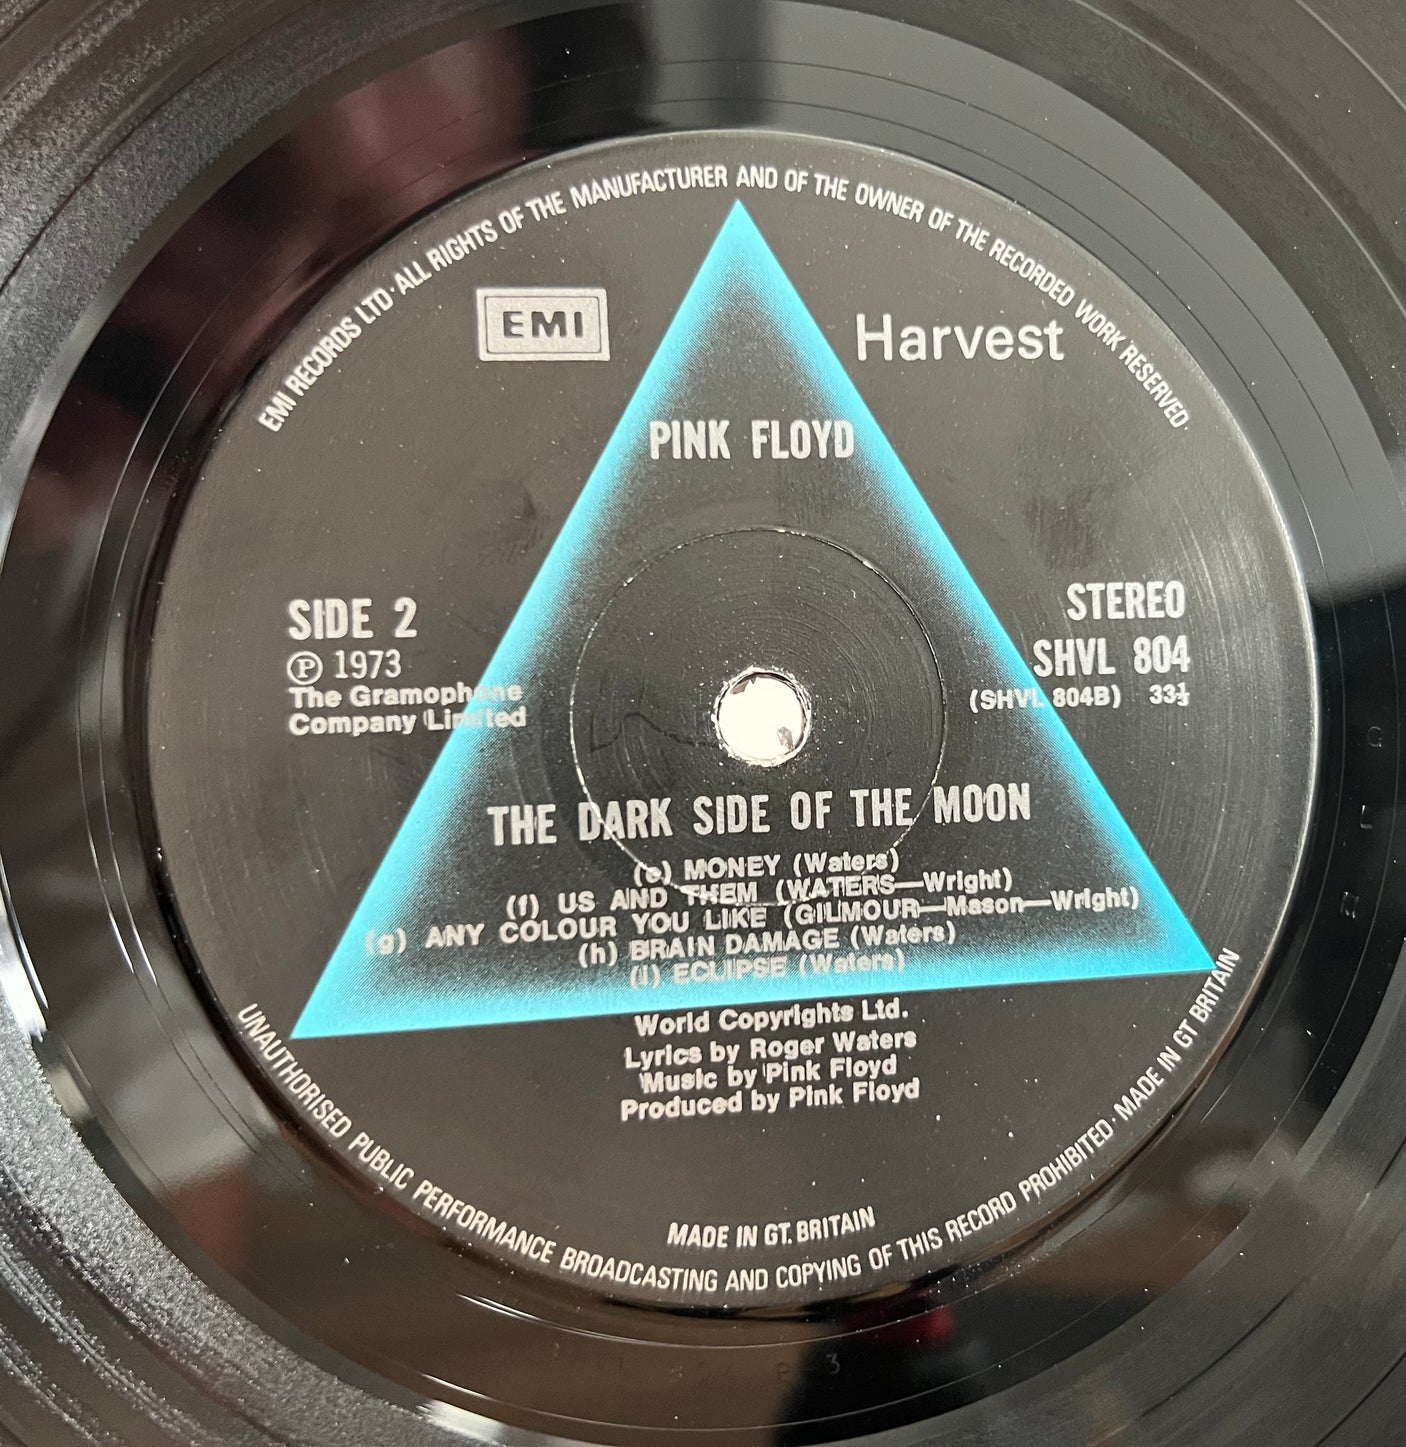 EMI RECORDS LTD · ALL RIGHTS OF THE MANUFACTURER AND OF THE OWNER OF THE RECORDED WORK RESERVED ·
EMI
Harvest
PINK FLOYD
SIDE 2
℗ 1973
The Gramophone
Company Limited
STEREO
SHVL 804
(SHVL 804B) 33⅓
THE DARK SIDE OF THE MOON
(e) MONEY (Waters)
(f) US AND THEM (WATERS—Wright)
(g) ANY COLOUR YOU LIKE (GILMOUR—Mason—Wright)
(h) BRAIN DAMAGE (Waters)
(i) ECLIPSE (Waters)
World Copyrights Ltd.
Lyrics by Roger Waters
Music by Pink Floyd
Produced by Pink Floyd
MADE IN GT. BRITAIN
UNAUTHORISED PUBLIC PERFORMANCE BROADCASTING AND COPYING OF THIS RECORD PROHIBITED · MADE IN GT BRITAIN